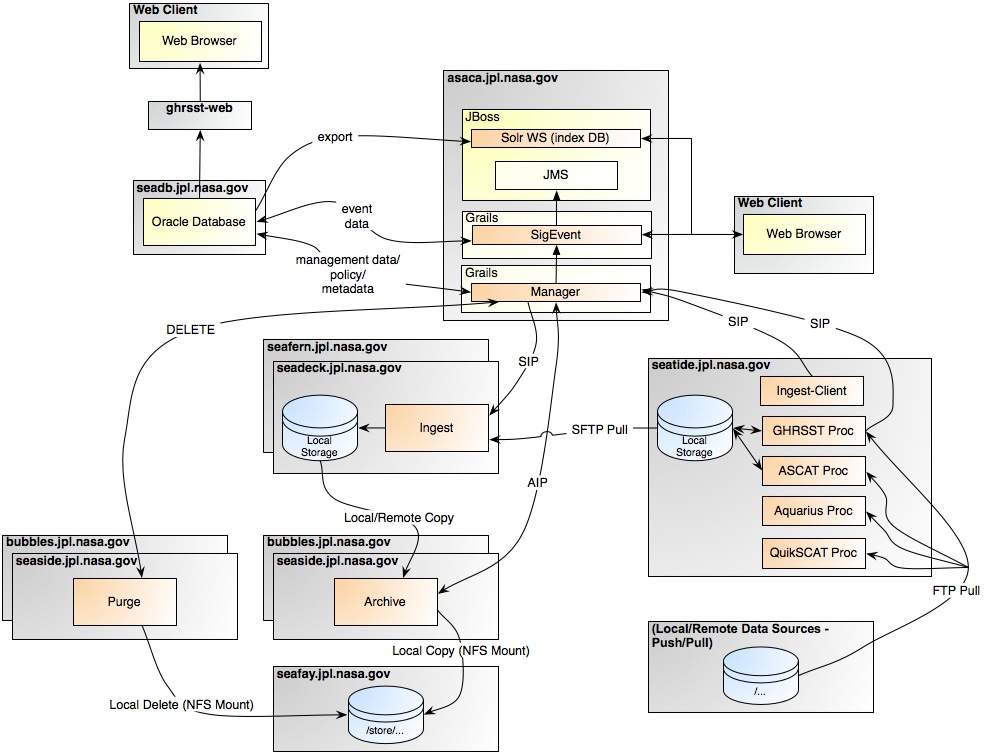 Web Client
Web Browser
ghrsst-web
seadb.jpl.nasa.gov
Oracle Database
export
event
data
management data/
policy/
metadata
asaca.jpl.nasa.gov
JBoss
Solr WS (index DB)
JMS
Grails
SigEvent
Grails
Manager
Web Client
Web Browser
DELETE
SIP
SIP
SIP
seafern.jpl.nasa.gov
seadeck.jpl.nasa.gov
Local
Storage
Ingest
SFTP Pull
seatide.jpl.nasa.gov
Local
Storage
Ingest-Client
GHRSST Proc
ASCAT Proc
Aquarius Proc
QuikSCAT Proc
AIP
Local/Remote Copy
FTP Pull
bubbles.jpl.nasa.gov
seaside.jpl.nasa.gov
Purge
bubbles.jpl.nasa.gov
seaside.jpl.nasa.gov
Archive
(Local/Remote Data Sources -
Push/Pull)
/...
Local Copy (NFS Mount)
seafay.jpl.nasa.gov
/store/...
Local Delete (NFS Mount)